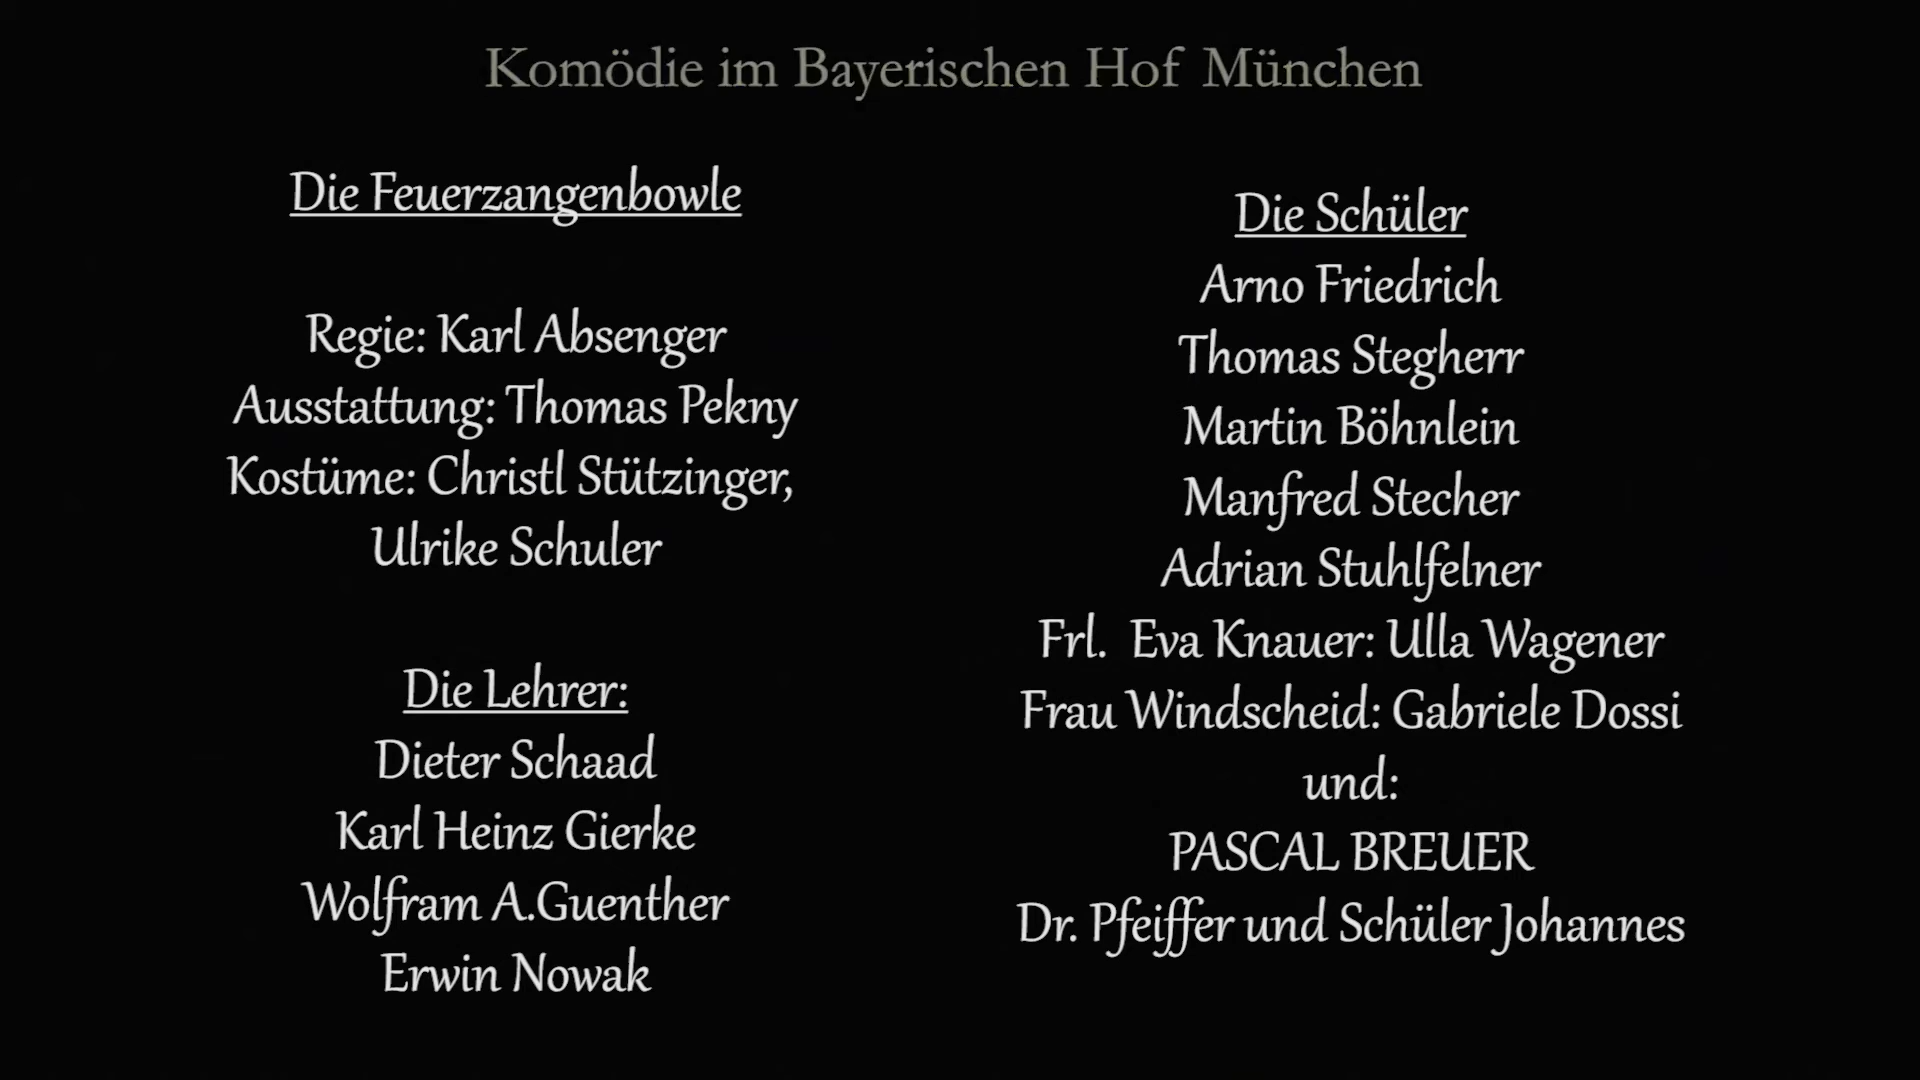 Komödie im Bayerischen Hof München
Die Feuerzangenbowle
Regie: Karl Absenger
Ausstattung: Thomas Pekny
Kostüme: Christl Stützinger,
Ulrike Schuler
Die Lehrer:
Dieter Schaad
Karl Heinz Gierke
Wolfram A.Guenther
Erwin Nowak
Die Schüler
Arno Friedrich
Thomas Stegherr
Martin Böhnlein
Manfred Stecher
Adrian Stuhlfelner
Frl. Eva Knauer: Ulla Wagener
Frau Windscheid: Gabriele Dossi
und:
PASCAL BREUER
Dr. Pfeiffer und Schüler Johannes